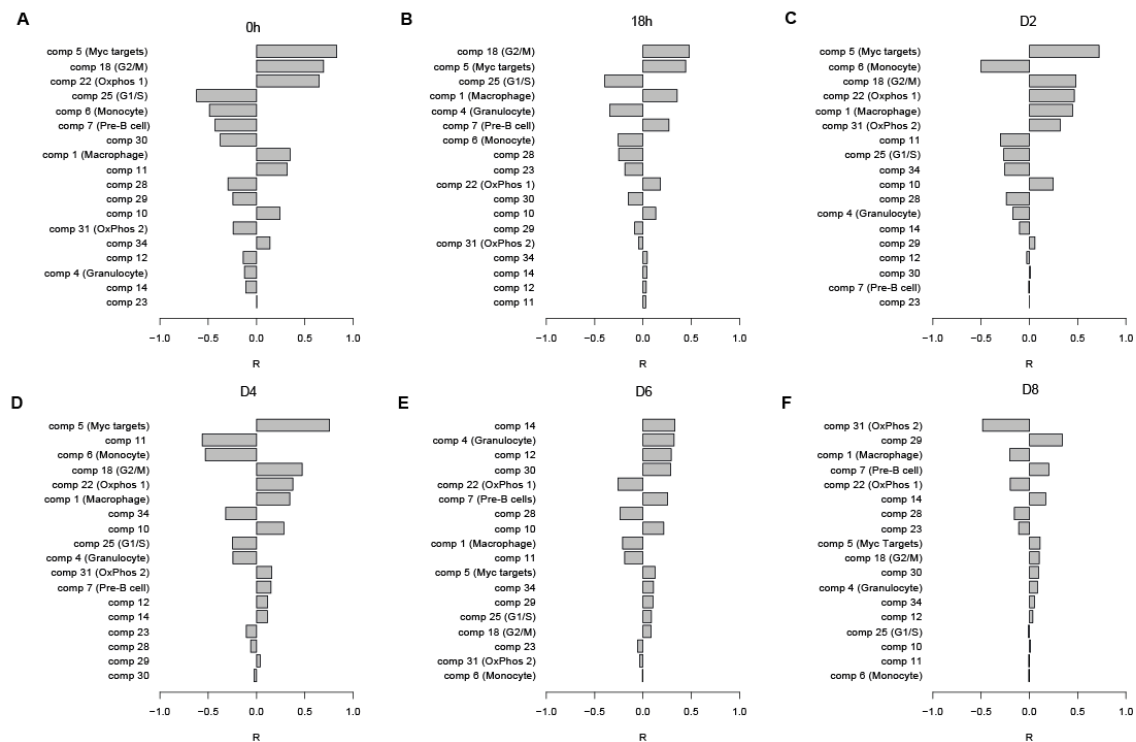 A
0h
comp 5 (Myc targets)
comp 18 (G2/M)
comp 22 (Oxphos 1)
comp 25 (G1/S)
comp 6 (Monocyte)
comp 7 (Pre-B cell)
comp 30
comp 1 (Macrophage)
comp 11
comp 28
comp 29
comp 10
comp 31 (OxPhos 2)
comp 34
comp 12
comp 4 (Granulocyte)
comp 14
comp 23
−1.0 −0.5 0.0 0.5 1.0
R
B
18h
comp 18 (G2/M)
comp 5 (Myc targets)
comp 25 (G1/S)
comp 1 (Macrophage)
comp 4 (Granulocyte)
comp 7 (Pre-B cell)
comp 6 (Monocyte)
comp 28
comp 23
comp 22 (OxPhos 1)
comp 30
comp 10
comp 29
comp 31 (OxPhos 2)
comp 34
comp 14
comp 12
comp 11
−1.0 −0.5 0.0 0.5 1.0
R
C
D2
comp 5 (Myc targets)
comp 6 (Monocyte)
comp 18 (G2/M)
comp 22 (Oxphos 1)
comp 1 (Macrophage)
comp 31 (OxPhos 2)
comp 11
comp 25 (G1/S)
comp 34
comp 10
comp 28
comp 4 (Granulocyte)
comp 14
comp 29
comp 12
comp 30
comp 7 (Pre-B cell)
comp 23
−1.0 −0.5 0.0 0.5 1.0
R
D
D4
comp 5 (Myc targets)
comp 11
comp 6 (Monocyte)
comp 18 (G2/M)
comp 22 (Oxphos 1)
comp 1 (Macrophage)
comp 34
comp 10
comp 25 (G1/S)
comp 4 (Granulocyte)
comp 31 (OxPhos 2)
comp 7 (Pre-B cell)
comp 12
comp 14
comp 23
comp 28
comp 29
comp 30
−1.0 −0.5 0.0 0.5 1.0
R
E
D6
comp 14
comp 4 (Granulocyte)
comp 12
comp 30
comp 22 (OxPhos 1)
comp 7 (Pre-B cells)
comp 28
comp 10
comp 1 (Macrophage)
comp 11
comp 5 (Myc targets)
comp 34
comp 29
comp 25 (G1/S)
comp 18 (G2/M)
comp 23
comp 31 (OxPhos 2)
comp 6 (Monocyte)
−1.0 −0.5 0.0 0.5 1.0
R
F
D8
comp 31 (OxPhos 2)
comp 29
comp 1 (Macrophage)
comp 7 (Pre-B cell)
comp 22 (OxPhos 1)
comp 14
comp 28
comp 23
comp 5 (Myc Targets)
comp 18 (G2/M)
comp 30
comp 4 (Granulocyte)
comp 34
comp 12
comp 25 (G1/S)
comp 10
comp 11
comp 6 (Monocyte)
−1.0 −0.5 0.0 0.5 1.0
R